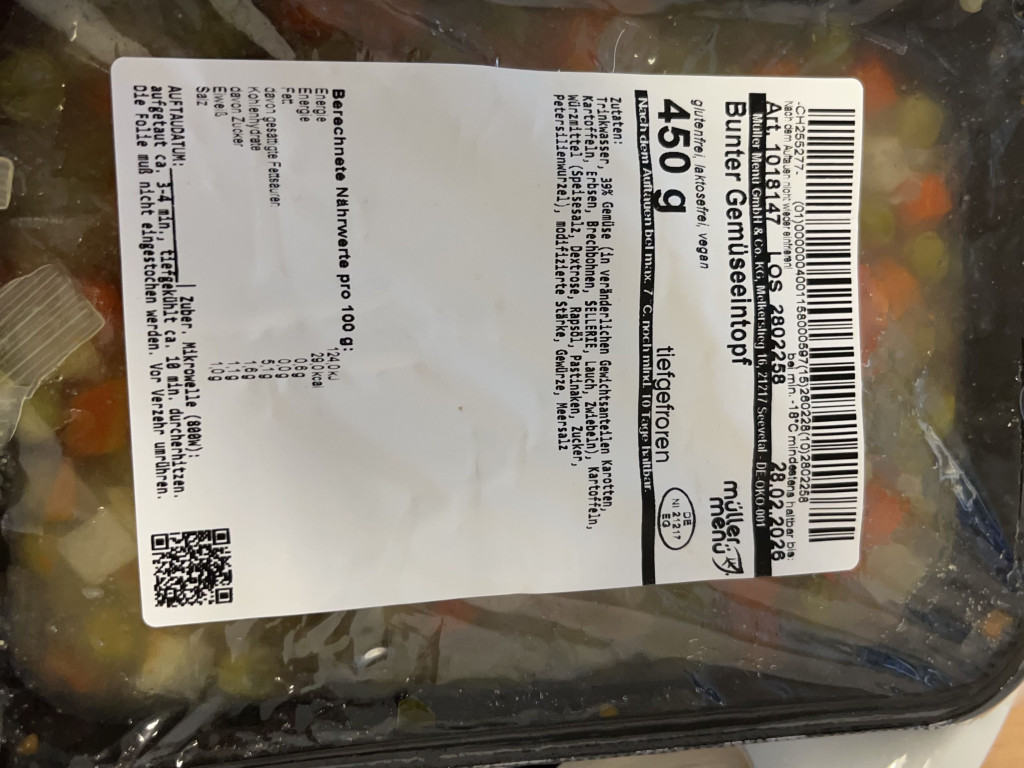 -CH255277-   (01)00000040011580000597(15)280228(10)2802258
Nach dem Auftauen nicht wieder einfrieren!   bei min. -18°C mindestens haltbar bis:
Art. 1018147   LOS 2802258   28.02.2026
Müller Menü GmbH & Co. KG, Meikerstieg 16, 21217 Seevetal - DE-ÖKO-001
Bunter Gemüseeintopf
müller
menü
glutenfrei, laktosefrei, vegan
450 g   tiefgefroren
DE
NI 21217
EG
Nach dem Auftauen bei max. 7° C. noch mind. 10 Tage haltbar.
Zutaten:
Trinkwasser, 39% Gemüse (in veränderlichen Gewichtsanteilen Karotten,
Kartoffeln, Erbsen, Brechbohnen, SELLERIE, Lauch, Zwiebeln), Kartoffeln,
Würzmittel (Speisesalz, Dextrose, Rapsöl, Pastinaken, Zucker,
Petersilienwurzel), modifizierte Stärke, Gewürze, Meersalz
Berechnete Nährwerte pro 100 g:
Energie   124,0 kJ
Energie   29,0 kcal
Fett   0,6 g
davon gesättigte Fettsäuren   0,0 g
Kohlenhydrate   5,1 g
davon Zucker   1,6 g
Eiweß   1,1 g
Salz   1,0 g
AUFTAUDATUM:   | Zuber. Mikrowelle (800W):
aufgetaut ca. 3-4 min., tiefgekühlt ca. 10 min. durcherhitzen.
Die Folie muß nicht eingestochen werden. Vor Verzehr umrühren.